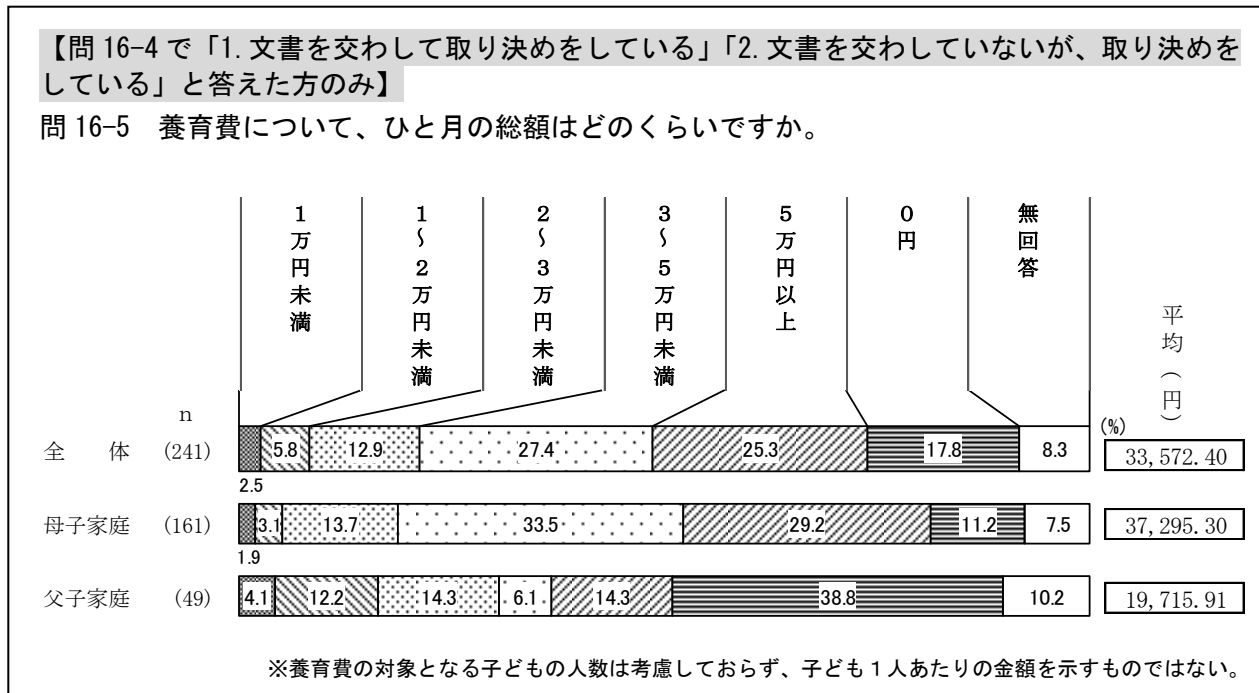 【問 16-4 で「1.文書を交わして取り決めをしている」「2.文書を交わしていないが、取り決めを
している」と答えた方のみ】
問 16-5　養育費について、ひと月の総額はどのくらいですか。
1万円未満
1～2万円未満
2～3万円未満
3～5万円未満
5万円以上
0円
無回答
平均（円）
n
(%)
全　体　(241)　5.8　12.9　27.4　25.3　17.8　8.3　33,572.40
2.5
母子家庭　(161)　3.1　13.7　33.5　29.2　11.2　7.5　37,295.30
1.9
父子家庭　(49)　4.1　12.2　14.3　6.1　14.3　38.8　10.2　19,715.91
※養育費の対象となる子どもの人数は考慮しておらず、子ども１人あたりの金額を示すものではない。